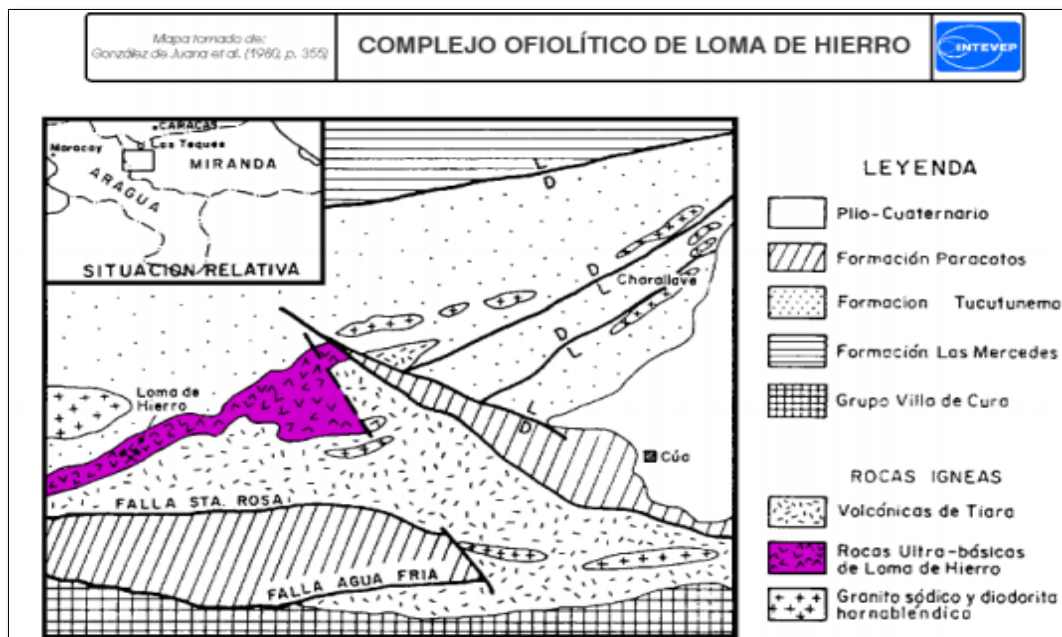 Mapa tomado de:
González de Juana et al. (1980, p. 355)
COMPLEJO OFIOLÍTICO DE LOMA DE HIERRO
INTEVEP
CARACAS
Maracay
Los Teques
MIRANDA
ARAGUA
SITUACION RELATIVA
L
D
Charallave
D
L
D
L
Loma de
Hierro
L
D
Cúa
FALLA STA. ROSA
FALLA AGUA FRIA
LEYENDA
Plio-Cuaternario
Formación Paracotos
Formacion Tucutunemo
Formación Las Mercedes
Grupo Villa de Cura
ROCAS IGNEAS
Volcánicas de Tiara
Rocas Ultra-básicas
de Loma de Hierro
Granito sódico y diodorita
hornabléndica